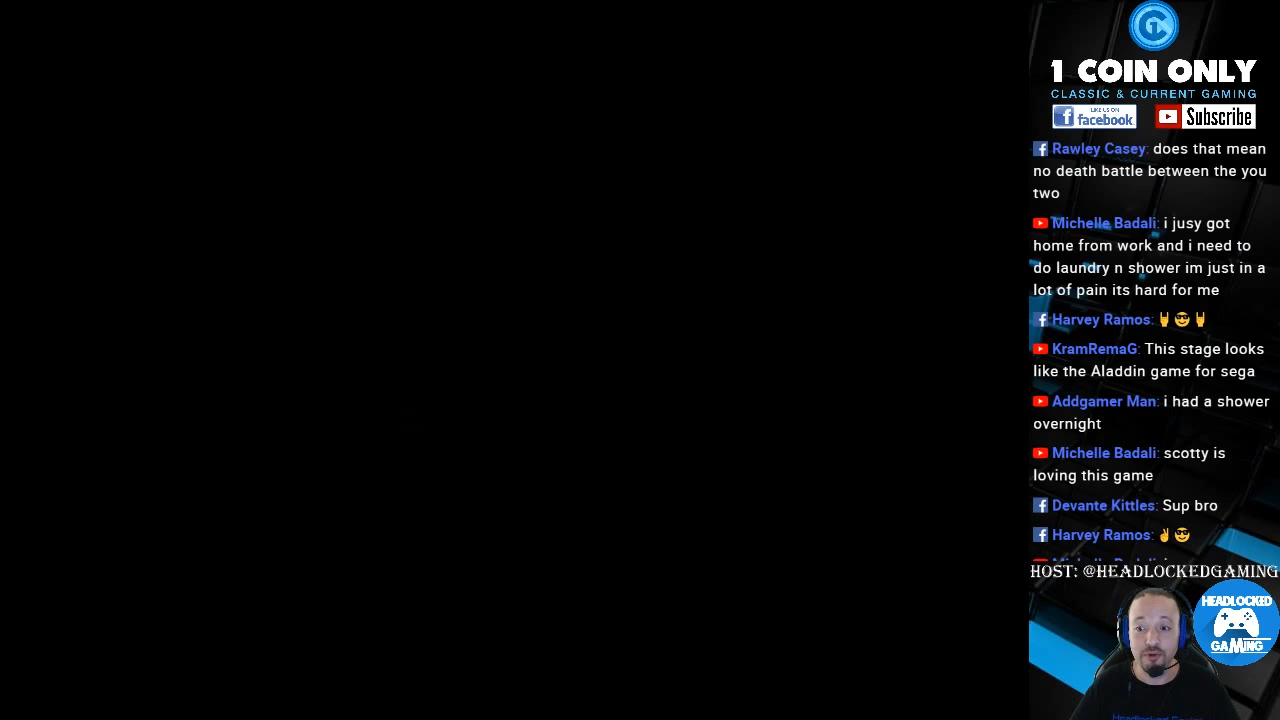 1 COIN ONLY
CLASSIC & CURRENT GAMING
LIKE US ON
facebook.
Subscribe
Rawley Casey: does that mean
no death battle between the you
two
Michelle Badali: i jusy got
home from work and i need to
do laundry n shower im just in a
lot of pain its hard for me
Harvey Ramos: 🤘😎🤘
KramRemaG: This stage looks
like the Aladdin game for sega
Addgamer Man: i had a shower
overnight
Michelle Badali: scotty is
loving this game
Devante Kittles: Sup bro
Harvey Ramos: ✌😎
HOST: @HEADLOCKEDGAMING
HEADLOCKED
GAMING